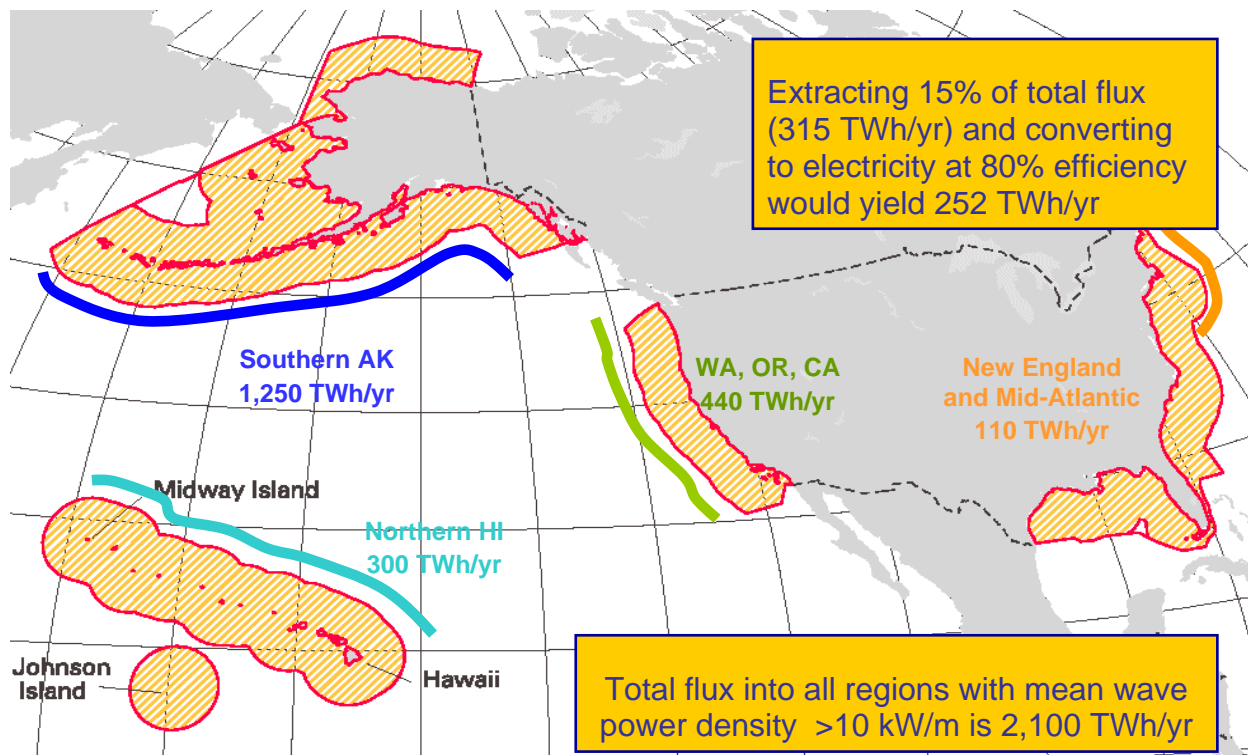 Extracting 15% of total flux
(315 TWh/yr) and converting
to electricity at 80% efficiency
would yield 252 TWh/yr
Southern AK
1,250 TWh/yr
WA, OR, CA
440 TWh/yr
New England
and Mid-Atlantic
110 TWh/yr
Midway Island
Northern HI
300 TWh/yr
Johnson
Island
Hawaii
Total flux into all regions with mean wave
power density >10 kW/m is 2,100 TWh/yr